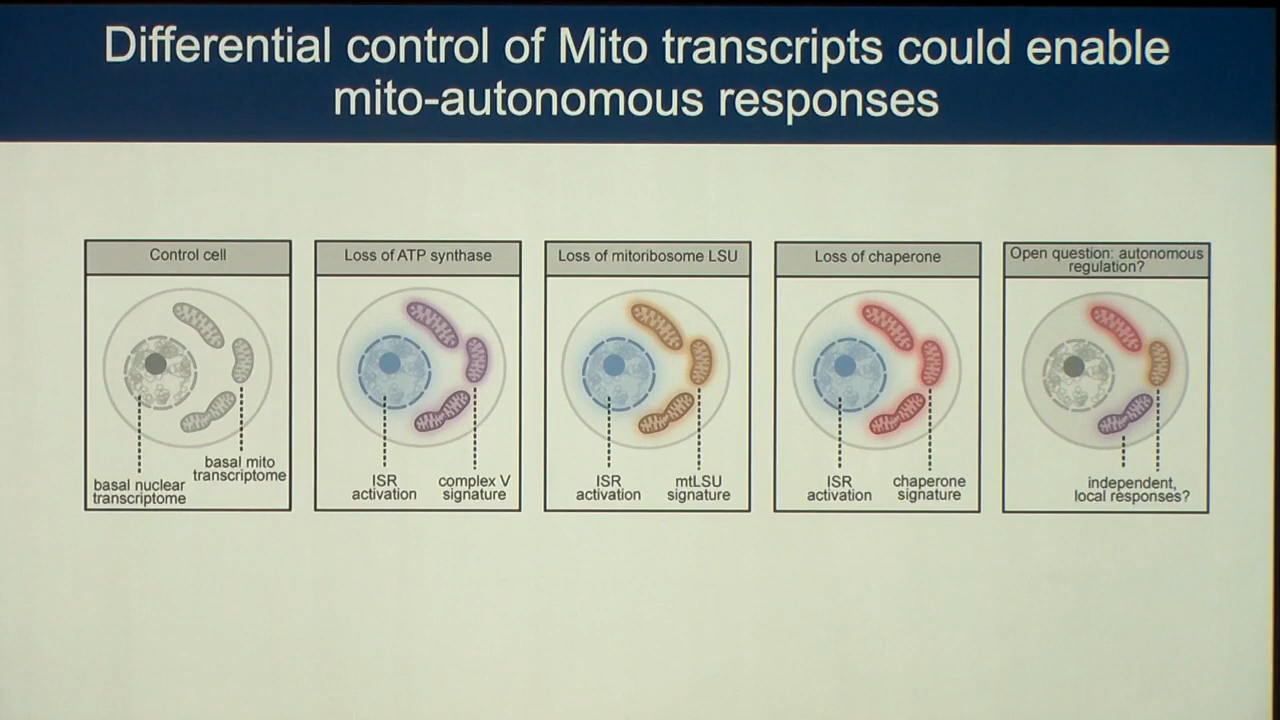 Differential control of Mito transcripts could enable
mito-autonomous responses
Control cell
basal nuclear
transcriptome
basal mito
transcriptome
Loss of ATP synthase
ISR
activation
complex V
signature
Loss of mitoribosome LSU
ISR
activation
mtLSU
signature
Loss of chaperone
ISR
activation
chaperone
signature
Open question: autonomous
regulation?
independent,
local responses?